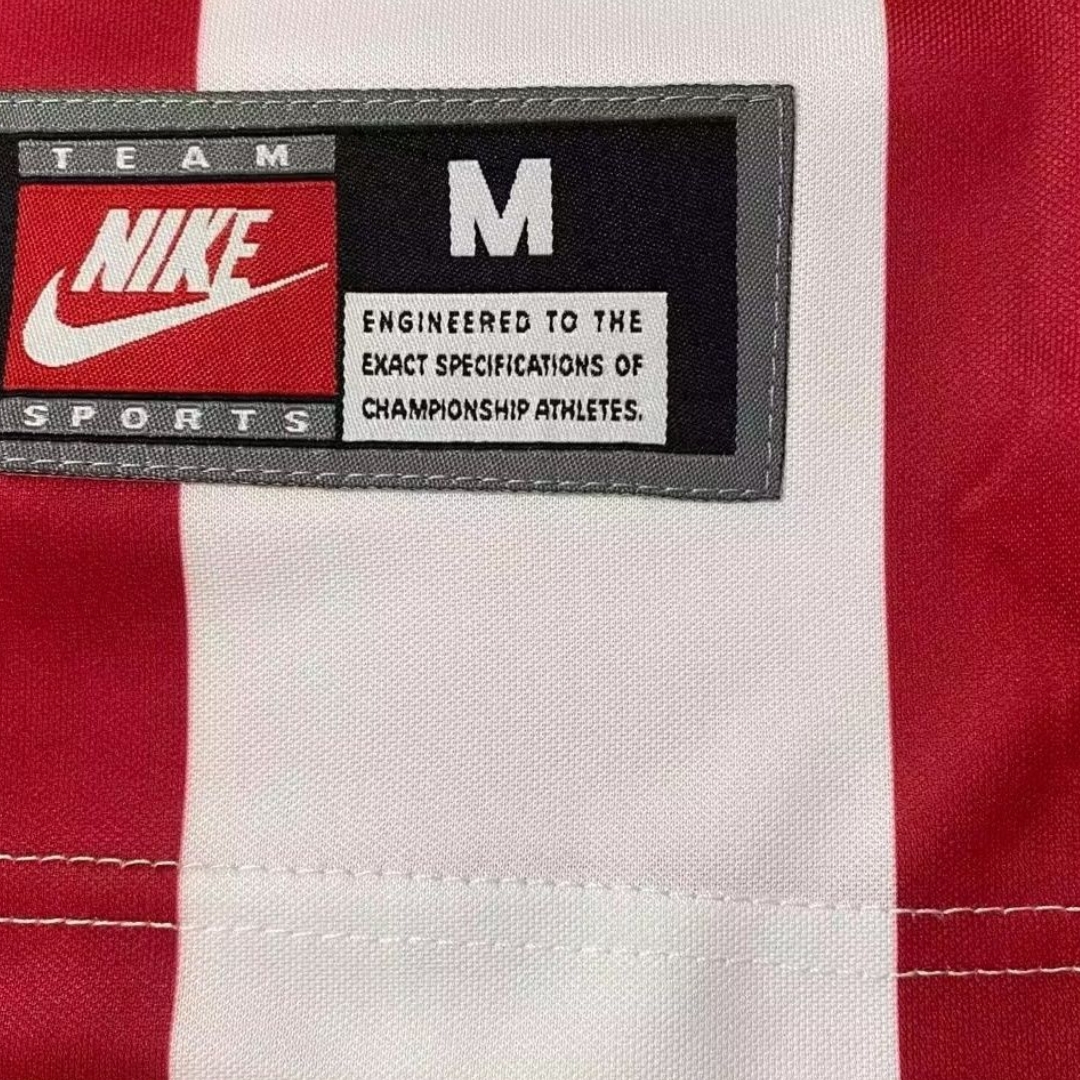 TEAM
NIKE
SPORTS
M
ENGINEERED TO THE
EXACT SPECIFICATIONS OF
CHAMPIONSHIP ATHLETES.